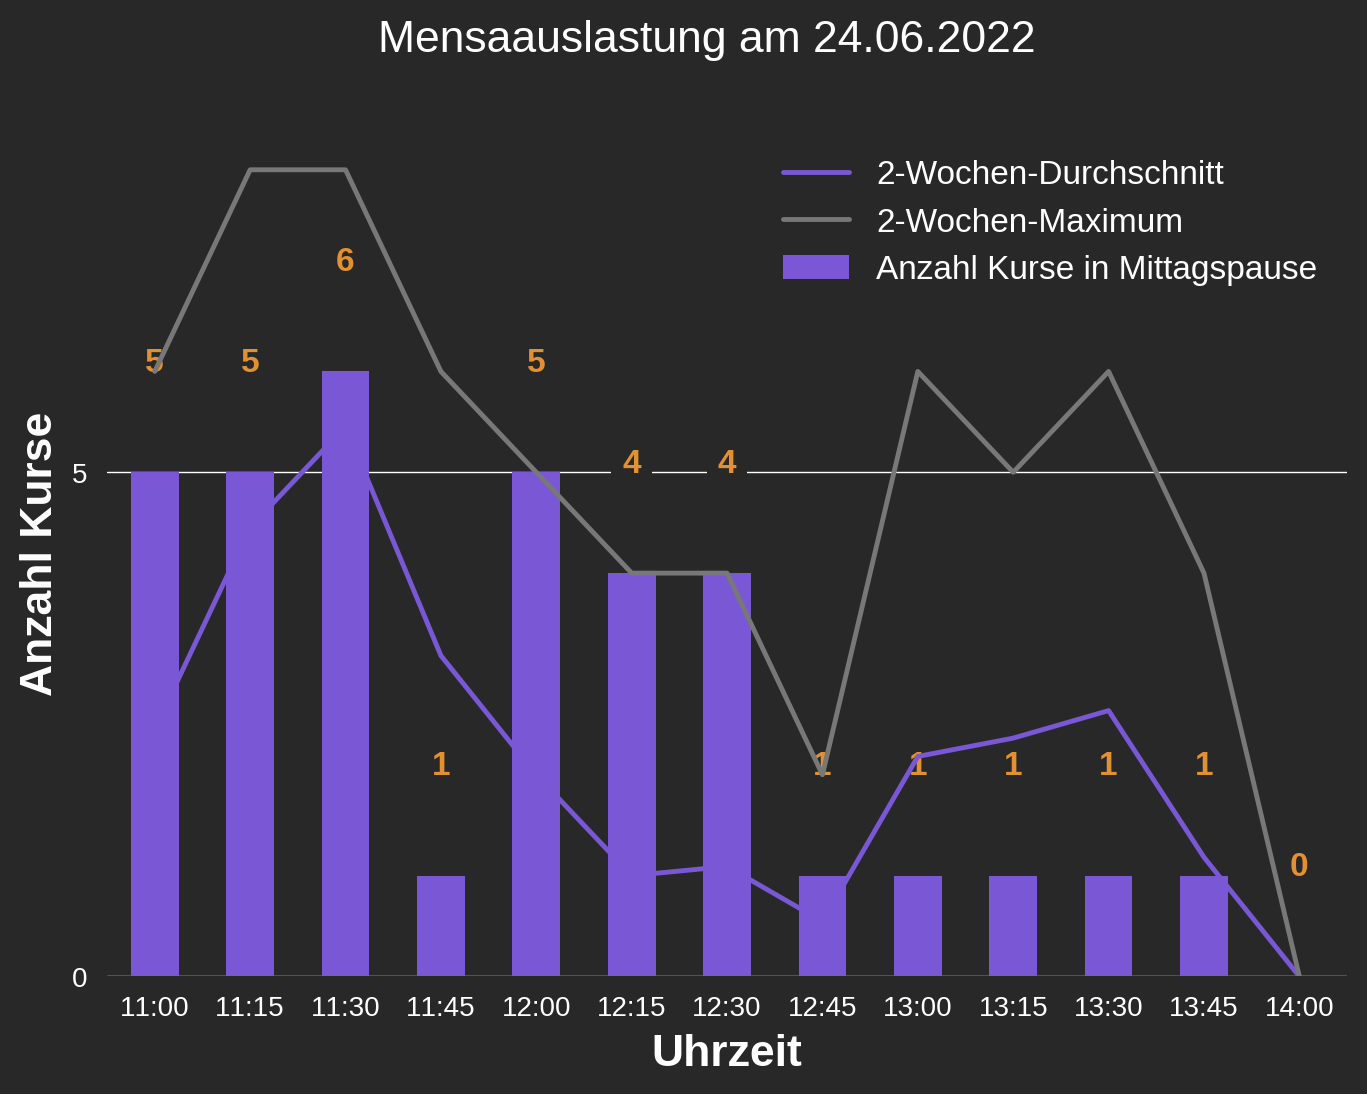 Mensaauslastung am 24.06.2022
2-Wochen-Durchschnitt
2-Wochen-Maximum
Anzahl Kurse in Mittagspause
6
5 5 5
4 4
1 1 1 1 1 1
0
Anzahl Kurse
5
0
11:00 11:15 11:30 11:45 12:00 12:15 12:30 12:45 13:00 13:15 13:30 13:45 14:00
Uhrzeit